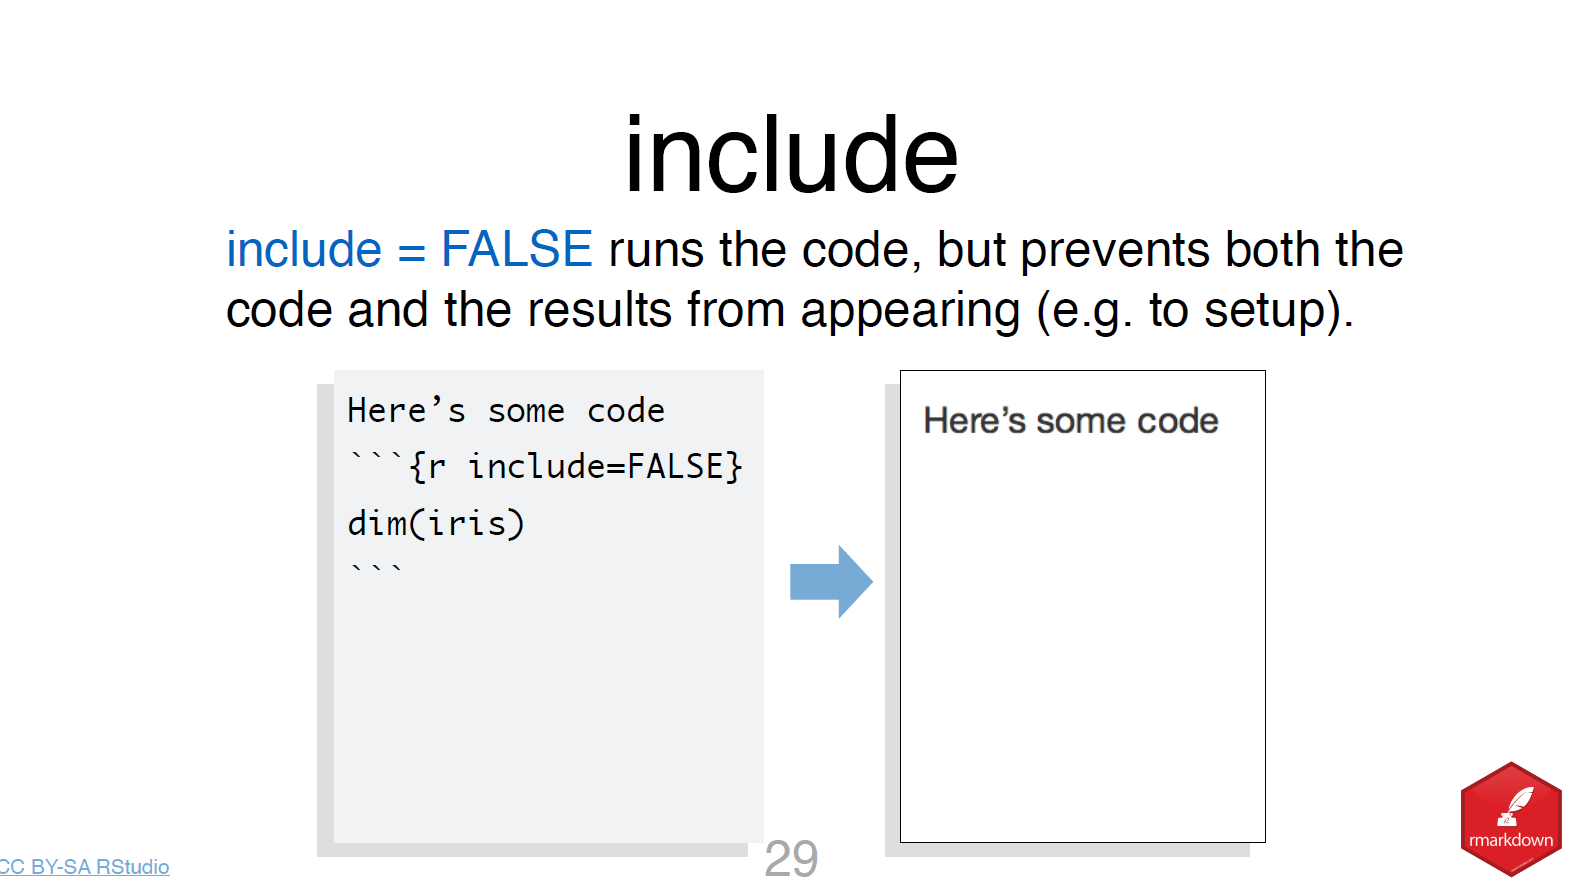 include
include = FALSE runs the code, but prevents both the
code and the results from appearing (e.g. to setup).
Here’s some code
```{r include=FALSE}
dim(iris)
```
Here’s some code
rmarkdown
CC BY-SA RStudio
29